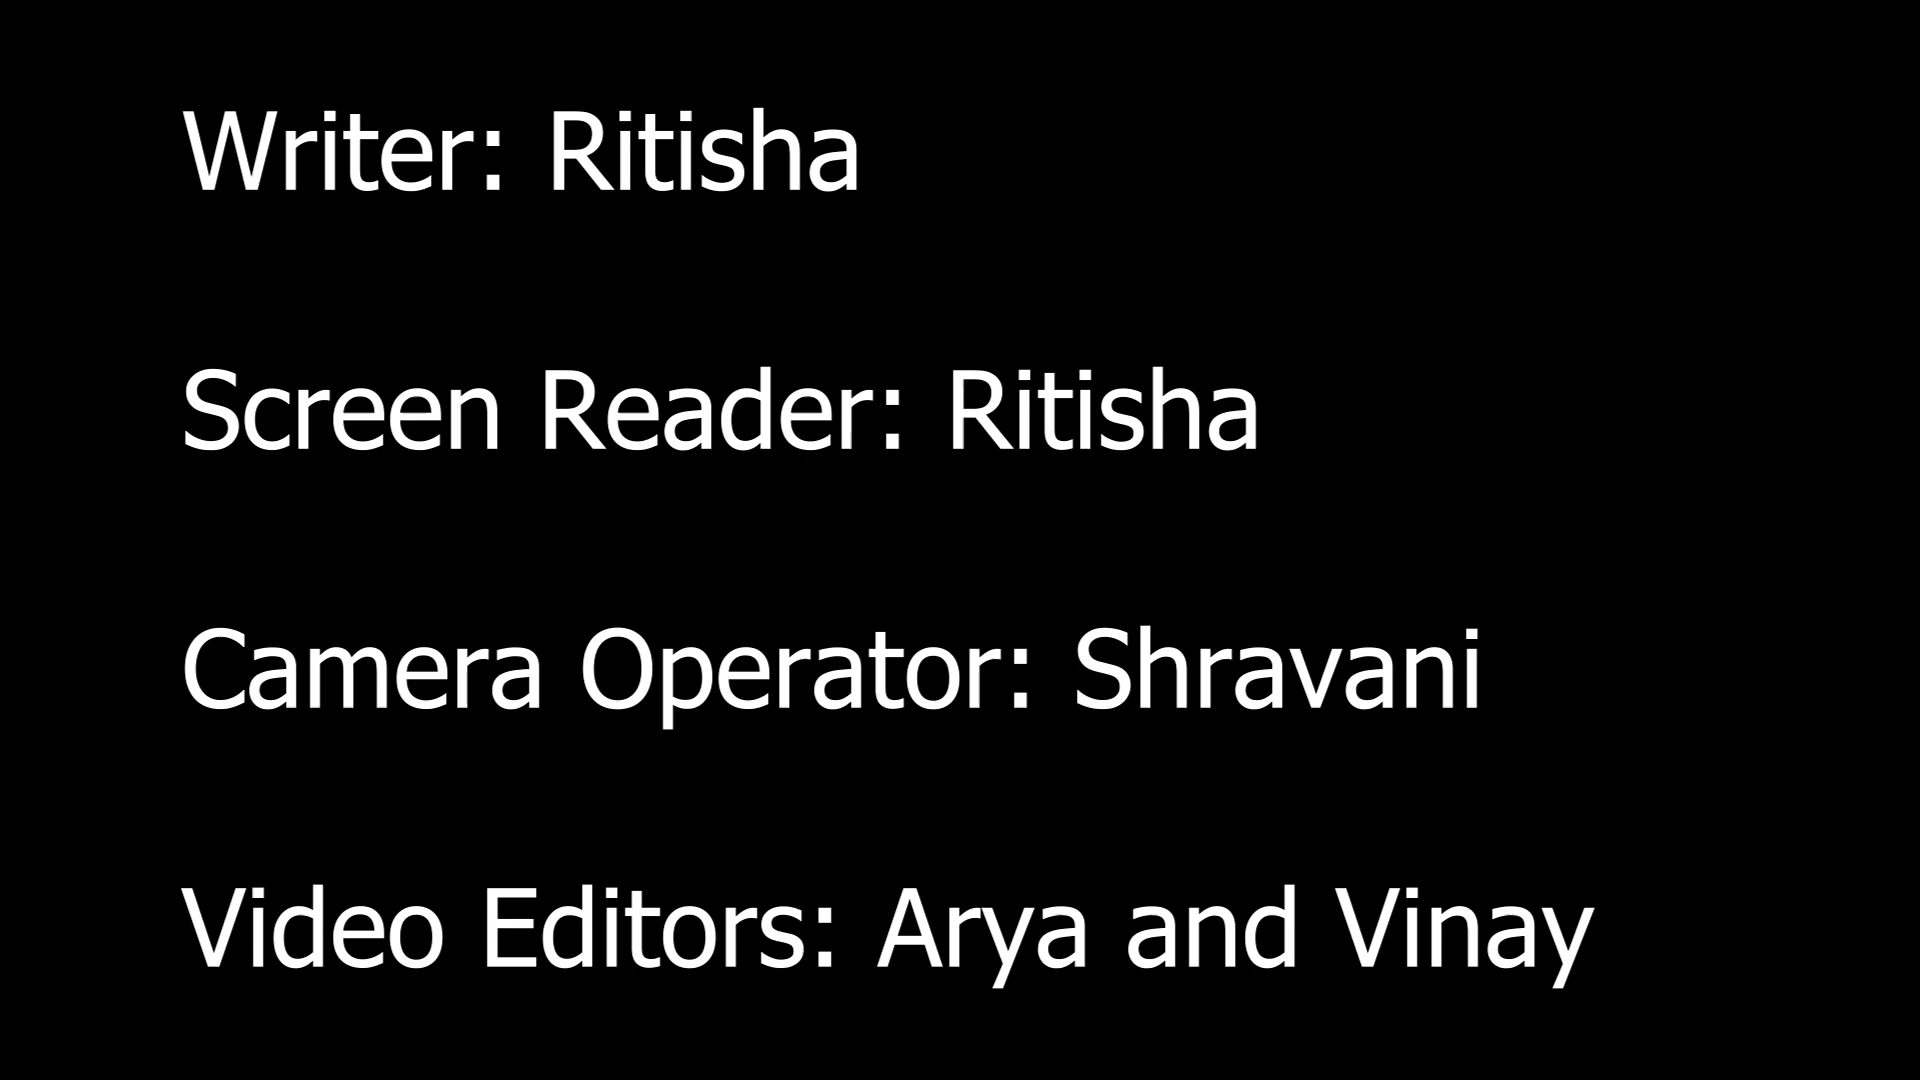 Writer: Ritisha
Screen Reader: Ritisha
Camera Operator: Shravani
Video Editors: Arya and Vinay